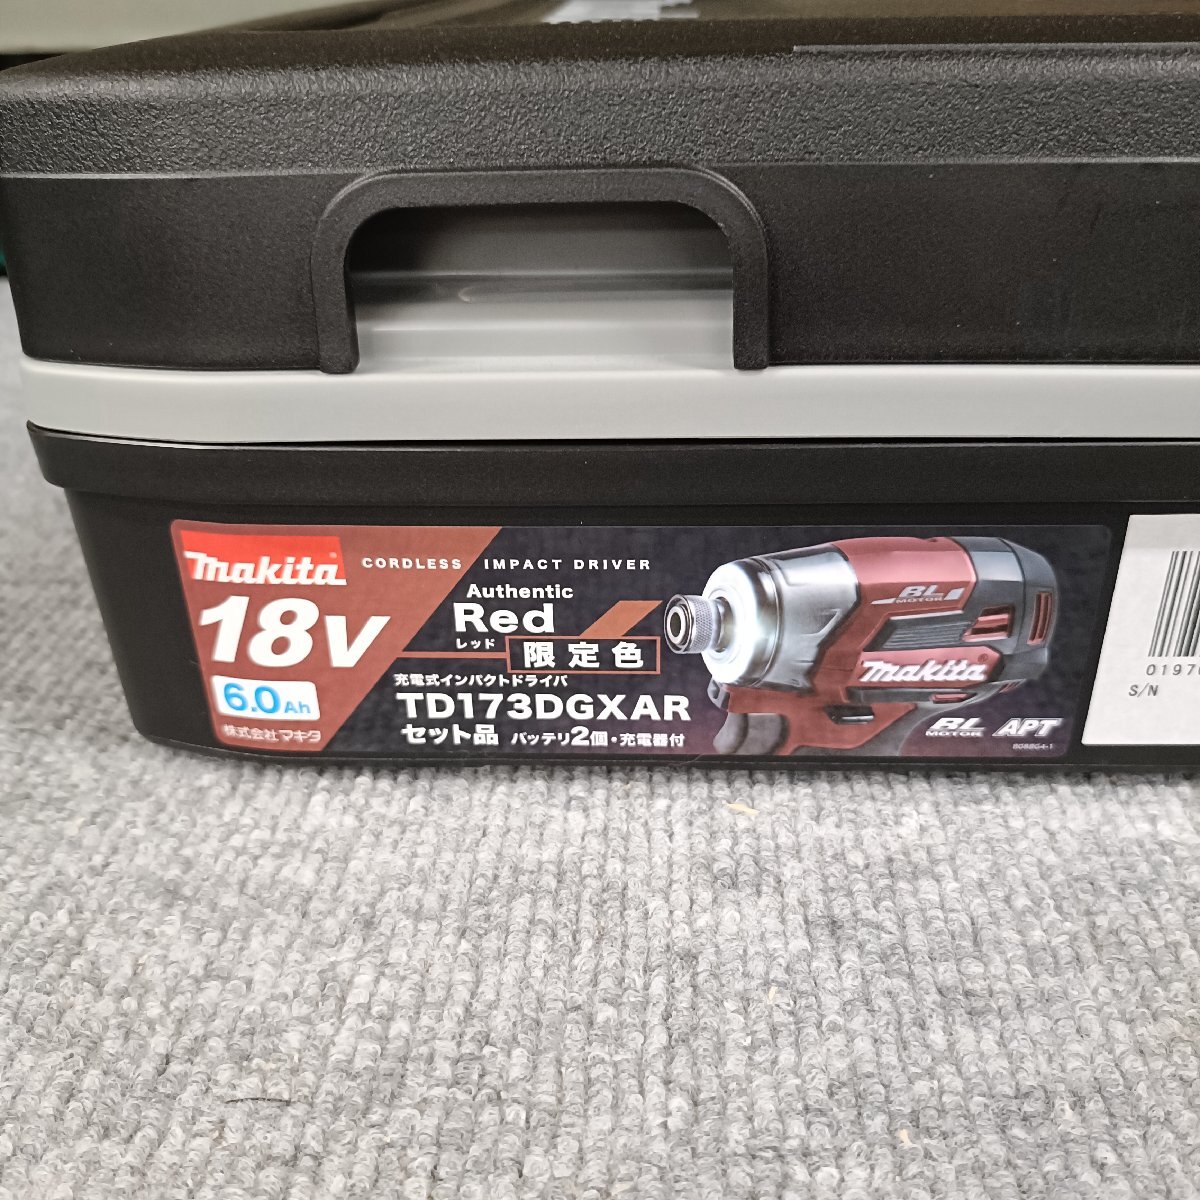 makita
CORDLESS IMPACT DRIVER
18V
Authentic
Red
レッド
限定色
6.0Ah
充電式インパクトドライバ
TD173DGXAR
株式会社マキタ
セット品 バッテリ2個・充電器付
BL
MOTOR
makita
BL
MOTOR
APT
808864-1
S/N